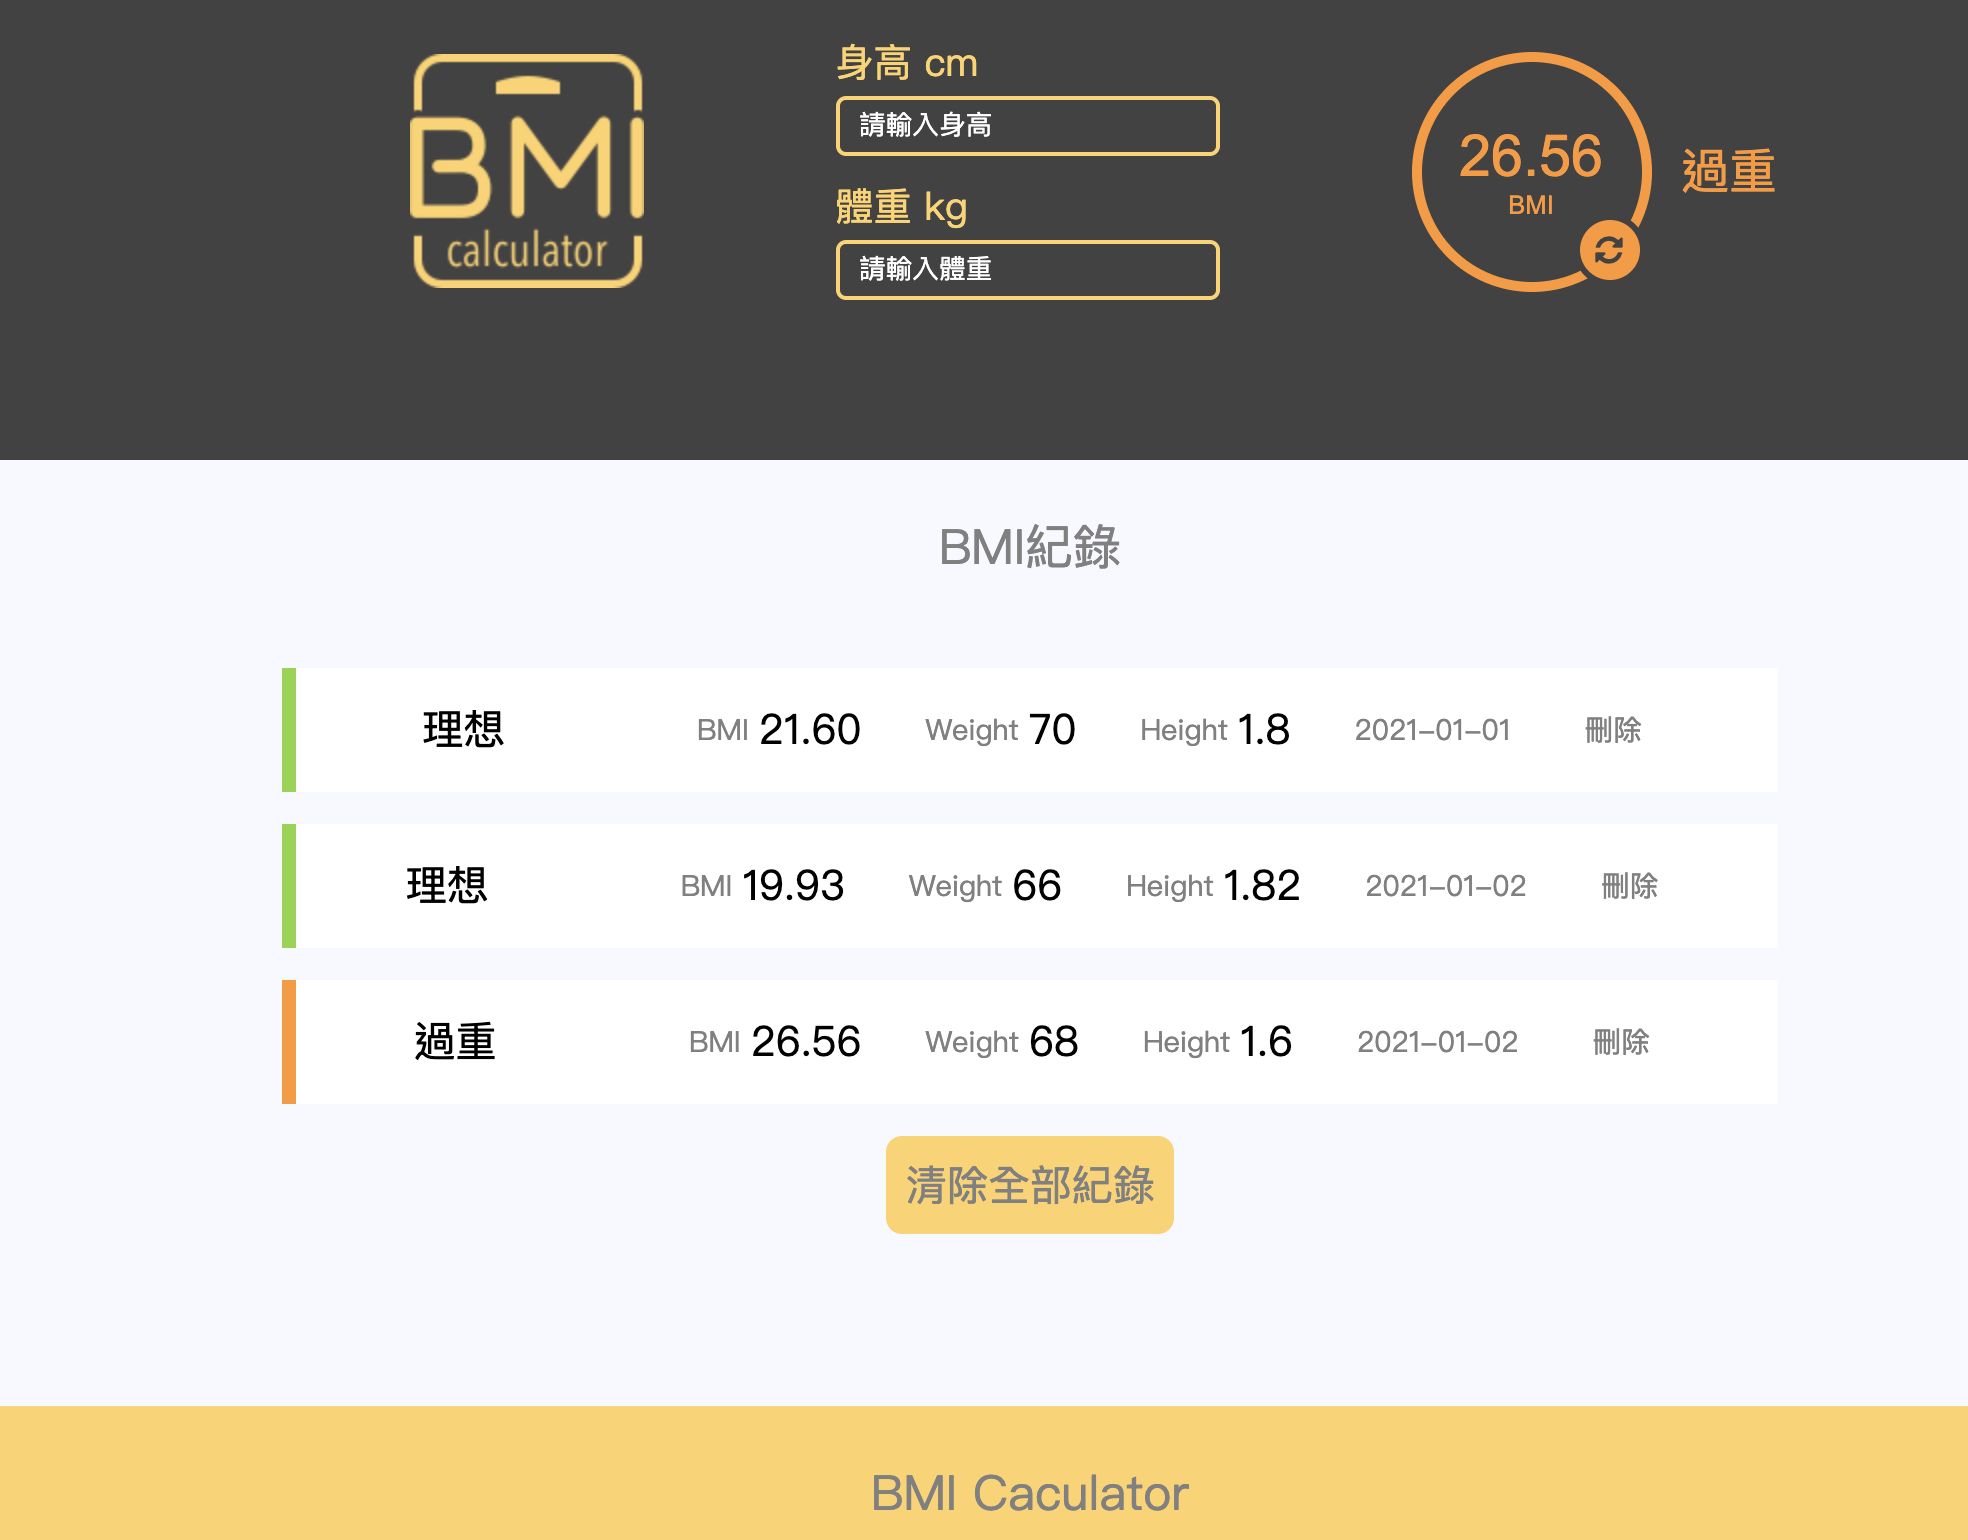 BMI
calculator
身高 cm
請輸入身高
體重 kg
請輸入體重
26.56
BMI
過重
BMI紀錄
理想 BMI 21.60 Weight 70 Height 1.8 2021-01-01 刪除
理想 BMI 19.93 Weight 66 Height 1.82 2021-01-02 刪除
過重 BMI 26.56 Weight 68 Height 1.6 2021-01-02 刪除
清除全部紀錄
BMI Caculator